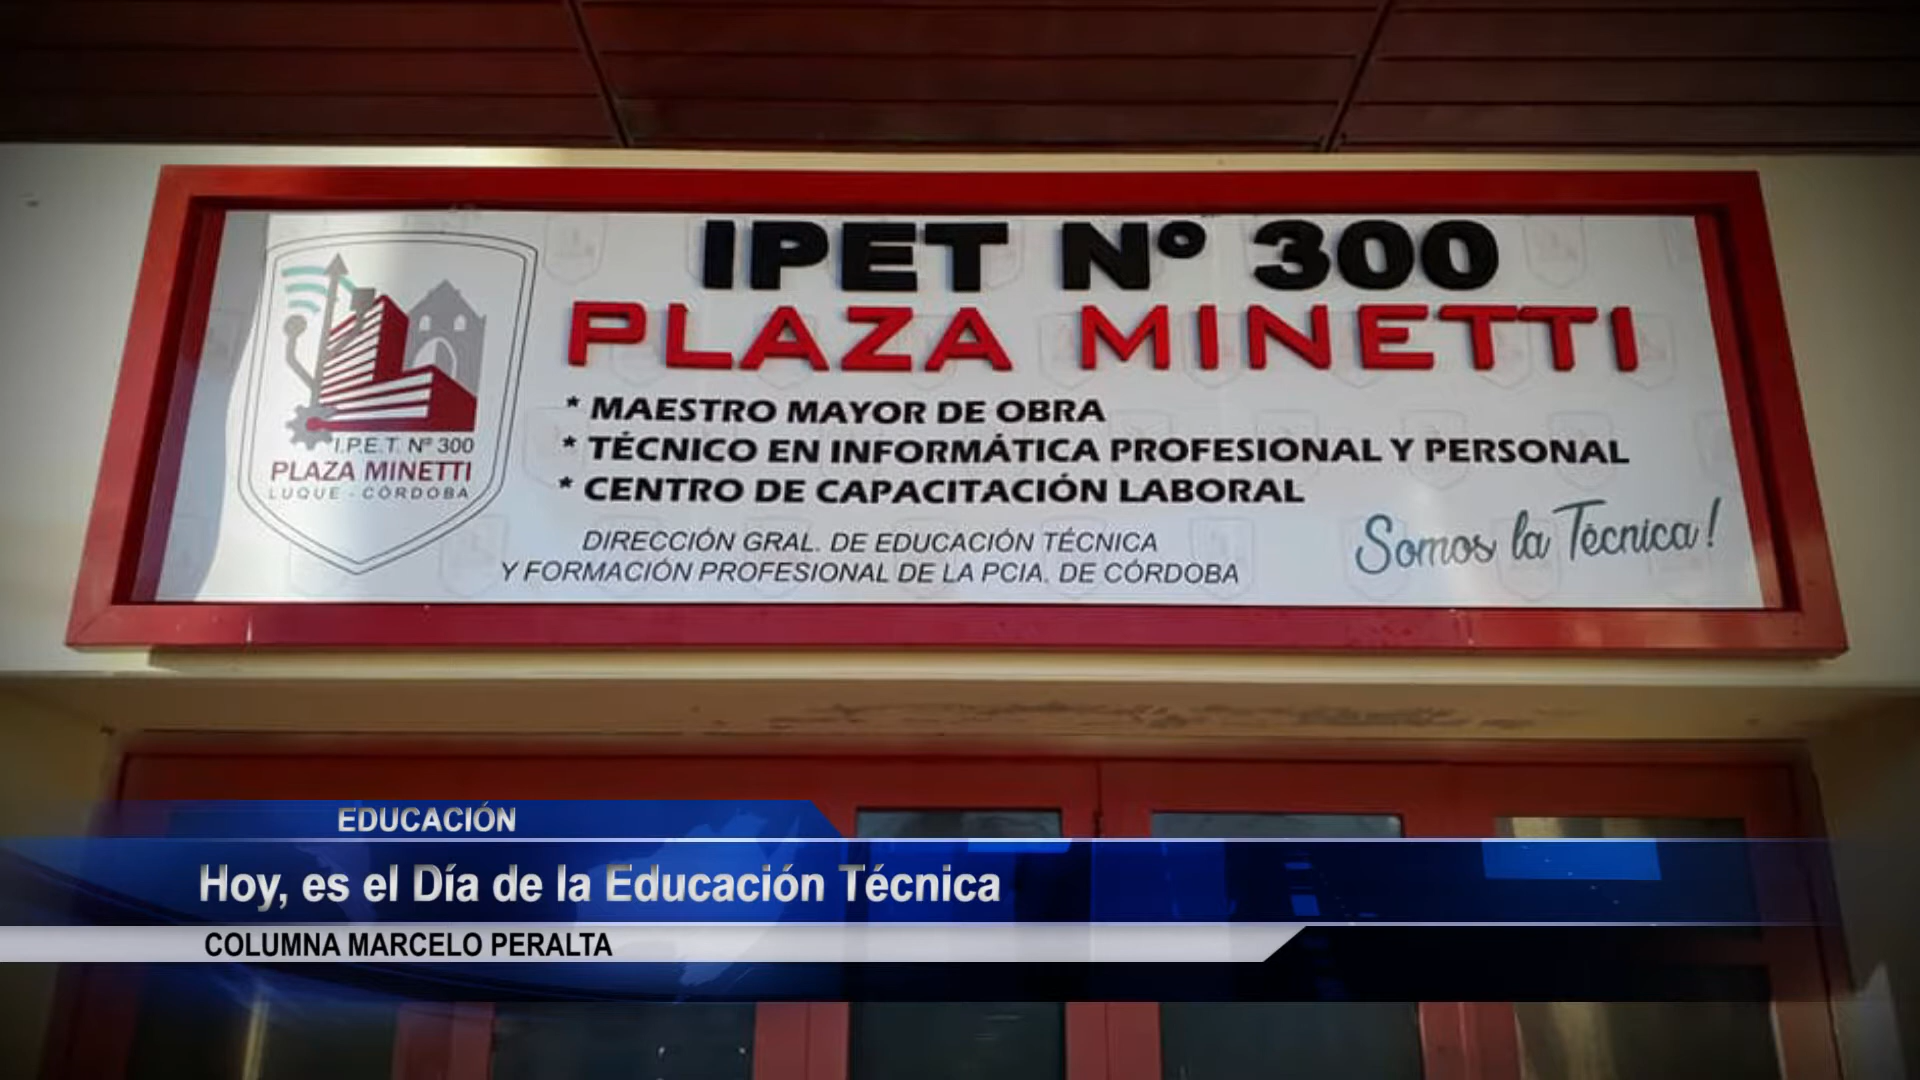 IPET Nº 300
PLAZA MINETTI
* MAESTRO MAYOR DE OBRA
* TÉCNICO EN INFORMÁTICA PROFESIONAL Y PERSONAL
* CENTRO DE CAPACITACIÓN LABORAL
DIRECCIÓN GRAL. DE EDUCACIÓN TÉCNICA
Y FORMACIÓN PROFESIONAL DE LA PCIA. DE CÓRDOBA
Somos la Técnica!
I.P.E.T. Nº 300
PLAZA MINETTI
LUQUE - CÓRDOBA
EDUCACIÓN
Hoy, es el Día de la Educación Técnica
COLUMNA MARCELO PERALTA